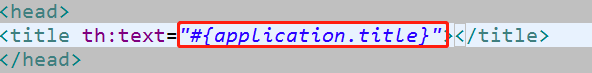 <head>
<title th:text="#{application.title}"></title>
</head>